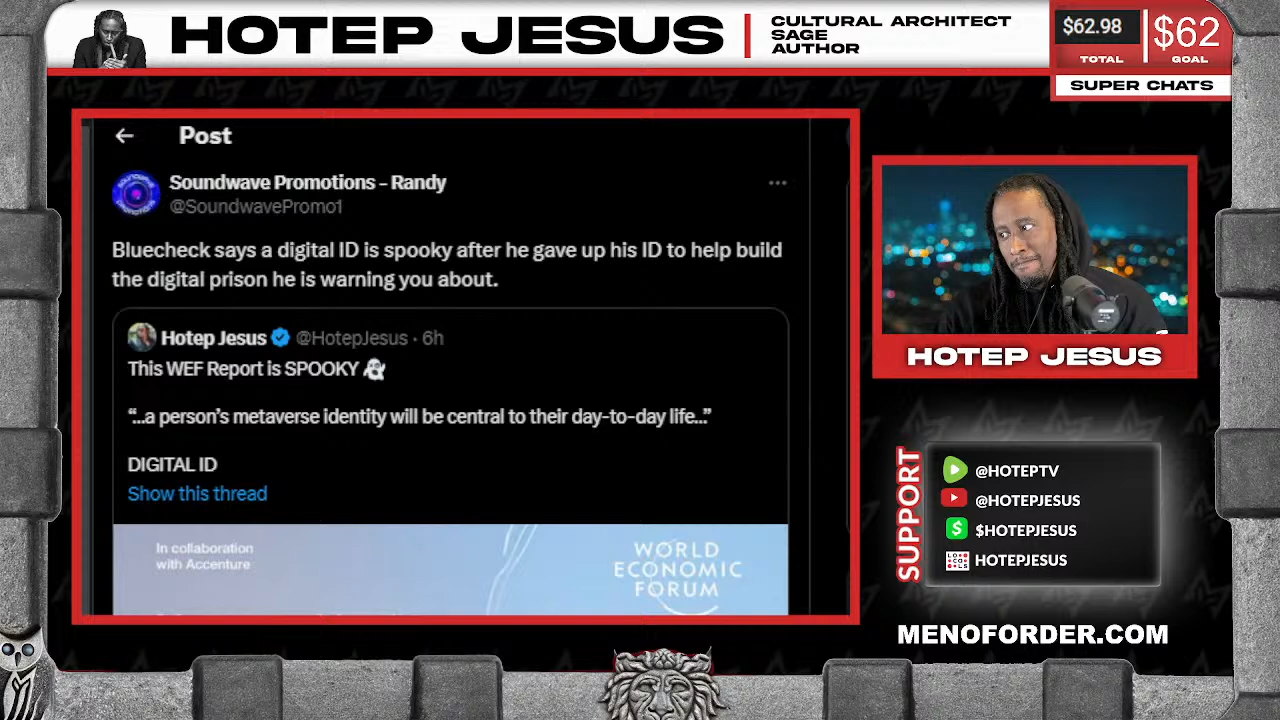 HOTEP JESUS
CULTURAL ARCHITECT
SAGE
AUTHOR
$62.98
TOTAL
$62
GOAL
SUPER CHATS
Post
Soundwave Promotions - Randy
@SoundwavePromo1
Bluecheck says a digital ID is spooky after he gave up his ID to help build
the digital prison he is warning you about.
Hotep Jesus @HotepJesus · 6h
This WEF Report is SPOOKY 👻
“...a person’s metaverse identity will be central to their day-to-day life...”
DIGITAL ID
Show this thread
In collaboration
with Accenture
WORLD
ECONOMIC
FORUM
HOTEP JESUS
SUPPORT
@HOTEPTV
@HOTEPJESUS
$HOTEPJESUS
LOCALS
HOTEPJESUS
MENOFORDER.COM